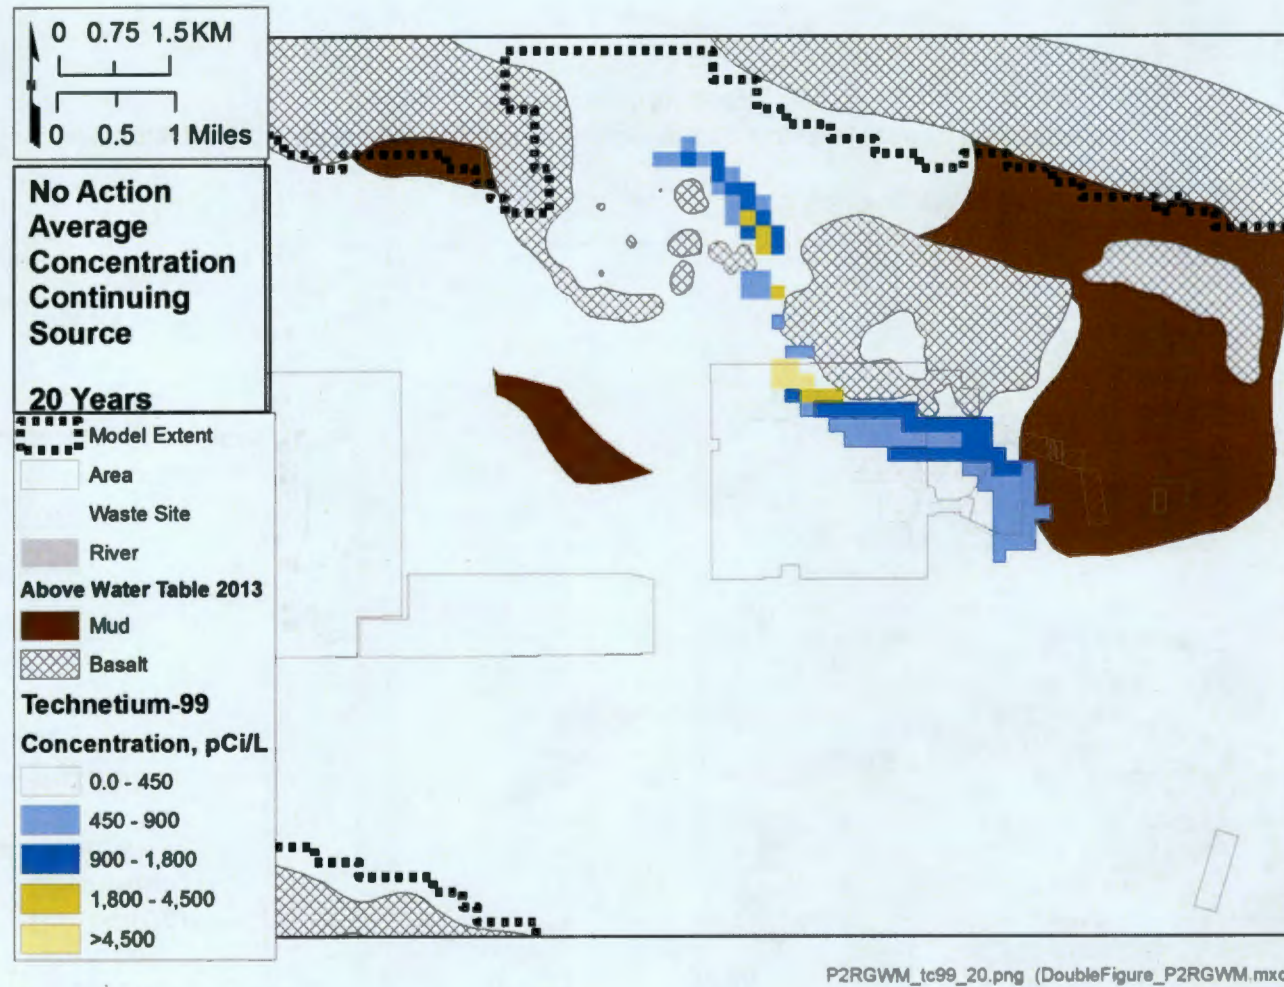 0 0.75 1.5 KM
0 0.5 1 Miles
No Action
Average
Concentration
Continuing
Source
20 Years
Model Extent
Area
Waste Site
River
Above Water Table 2013
Mud
Basalt
Technetium-99
Concentration, pCi/L
0.0 - 450
450 - 900
900 - 1,800
1,800 - 4,500
>4,500
P2RGWM_tc99_20.png (DoubleFigure_P2RGWM.mxd